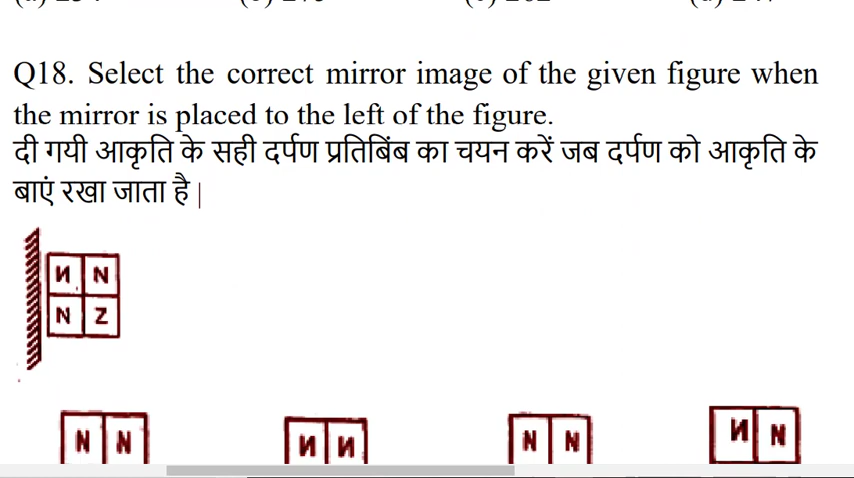 Q18. Select the correct mirror image of the given figure when
the mirror is placed to the left of the figure.
दी गयी आकृति के सही दर्पण प्रतिबिंब का चयन करें जब दर्पण को आकृति के
बाएं रखा जाता है |
И N
N Z
N N
И И
N N
И N